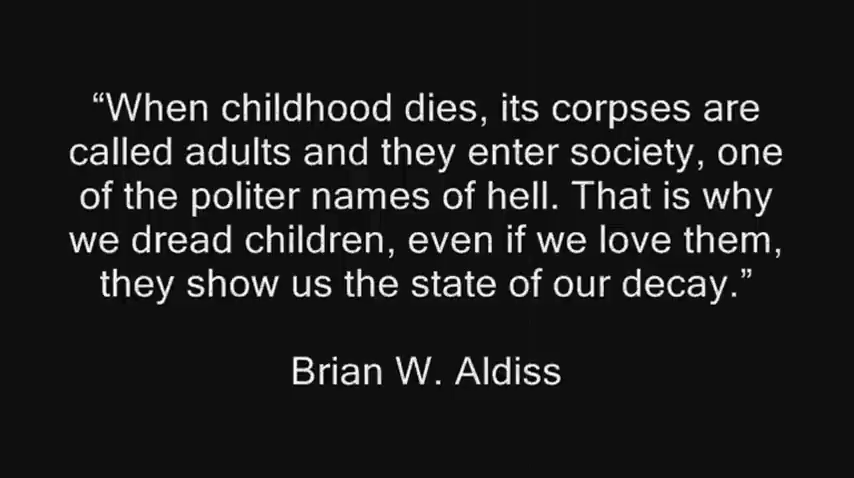 “When childhood dies, its corpses are
called adults and they enter society, one
of the politer names of hell. That is why
we dread children, even if we love them,
they show us the state of our decay.”
Brian W. Aldiss